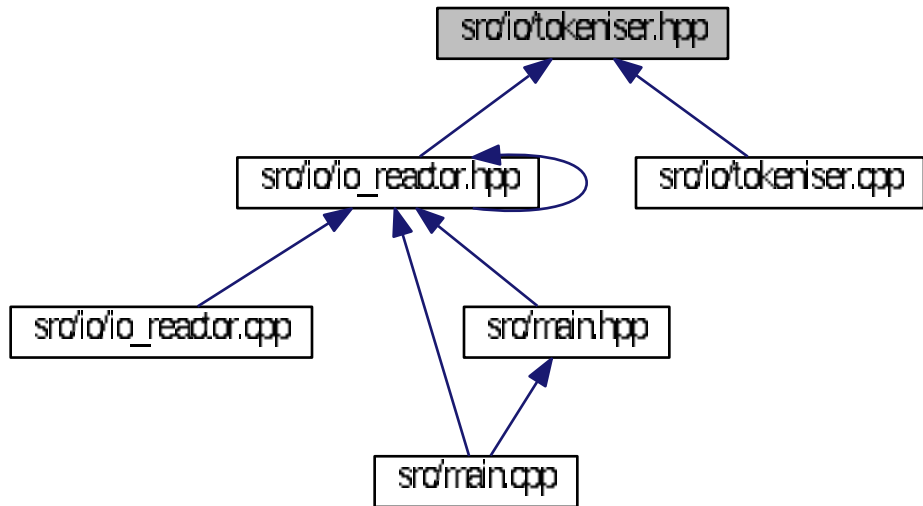 src/io/tokeniser.hpp
src/io/io_reactor.hpp
src/io/tokeniser.cpp
src/io/io_reactor.cpp
src/main.hpp
src/main.cpp